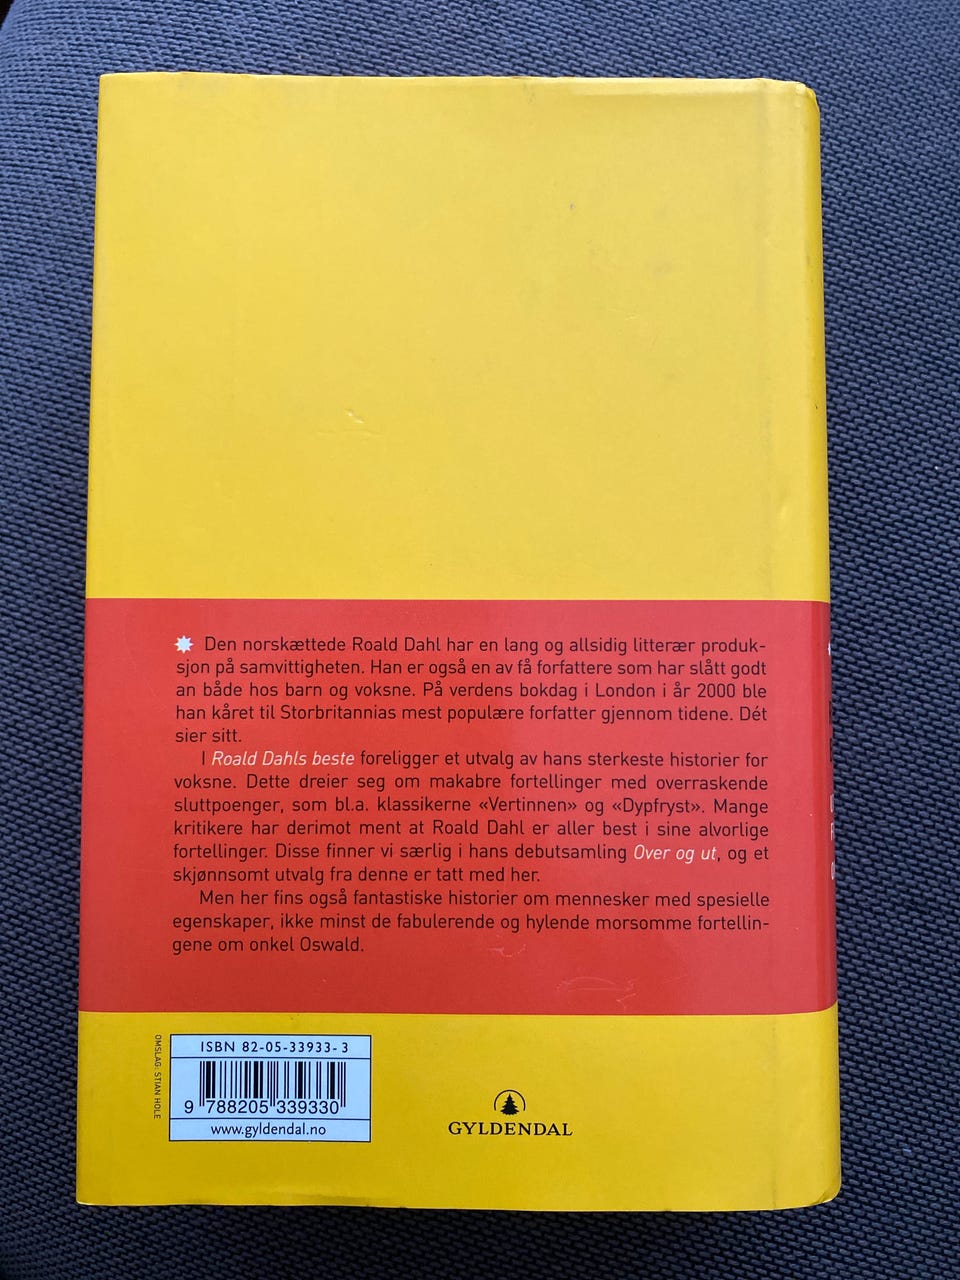 Den norskættede Roald Dahl har en lang og allsidig litterær produk-
sjon på samvittigheten. Han er også en av få forfattere som har slått godt
an både hos barn og voksne. På verdens bokdag i London i år 2000 ble
han kåret til Storbritannias mest populære forfatter gjennom tidene. Dét
sier sitt.
I Roald Dahls beste foreligger et utvalg av hans sterkeste historier for
voksne. Dette dreier seg om makabre fortellinger med overraskende
sluttpoenger, som bl.a. klassikerne «Vertinnen» og «Dypfryst». Mange
kritikere har derimot ment at Roald Dahl er aller best i sine alvorlige
fortellinger. Disse finner vi særlig i hans debutsamling Over og ut, og et
skjønnsomt utvalg fra denne er tatt med her.
Men her fins også fantastiske historier om mennesker med spesielle
egenskaper, ikke minst de fabulerende og hylende morsomme fortellin-
gene om onkel Oswald.
OMSLAG: STIAN HOLE
ISBN 82-05-33933-3
9 788205 339330
www.gyldendal.no
GYLDENDAL